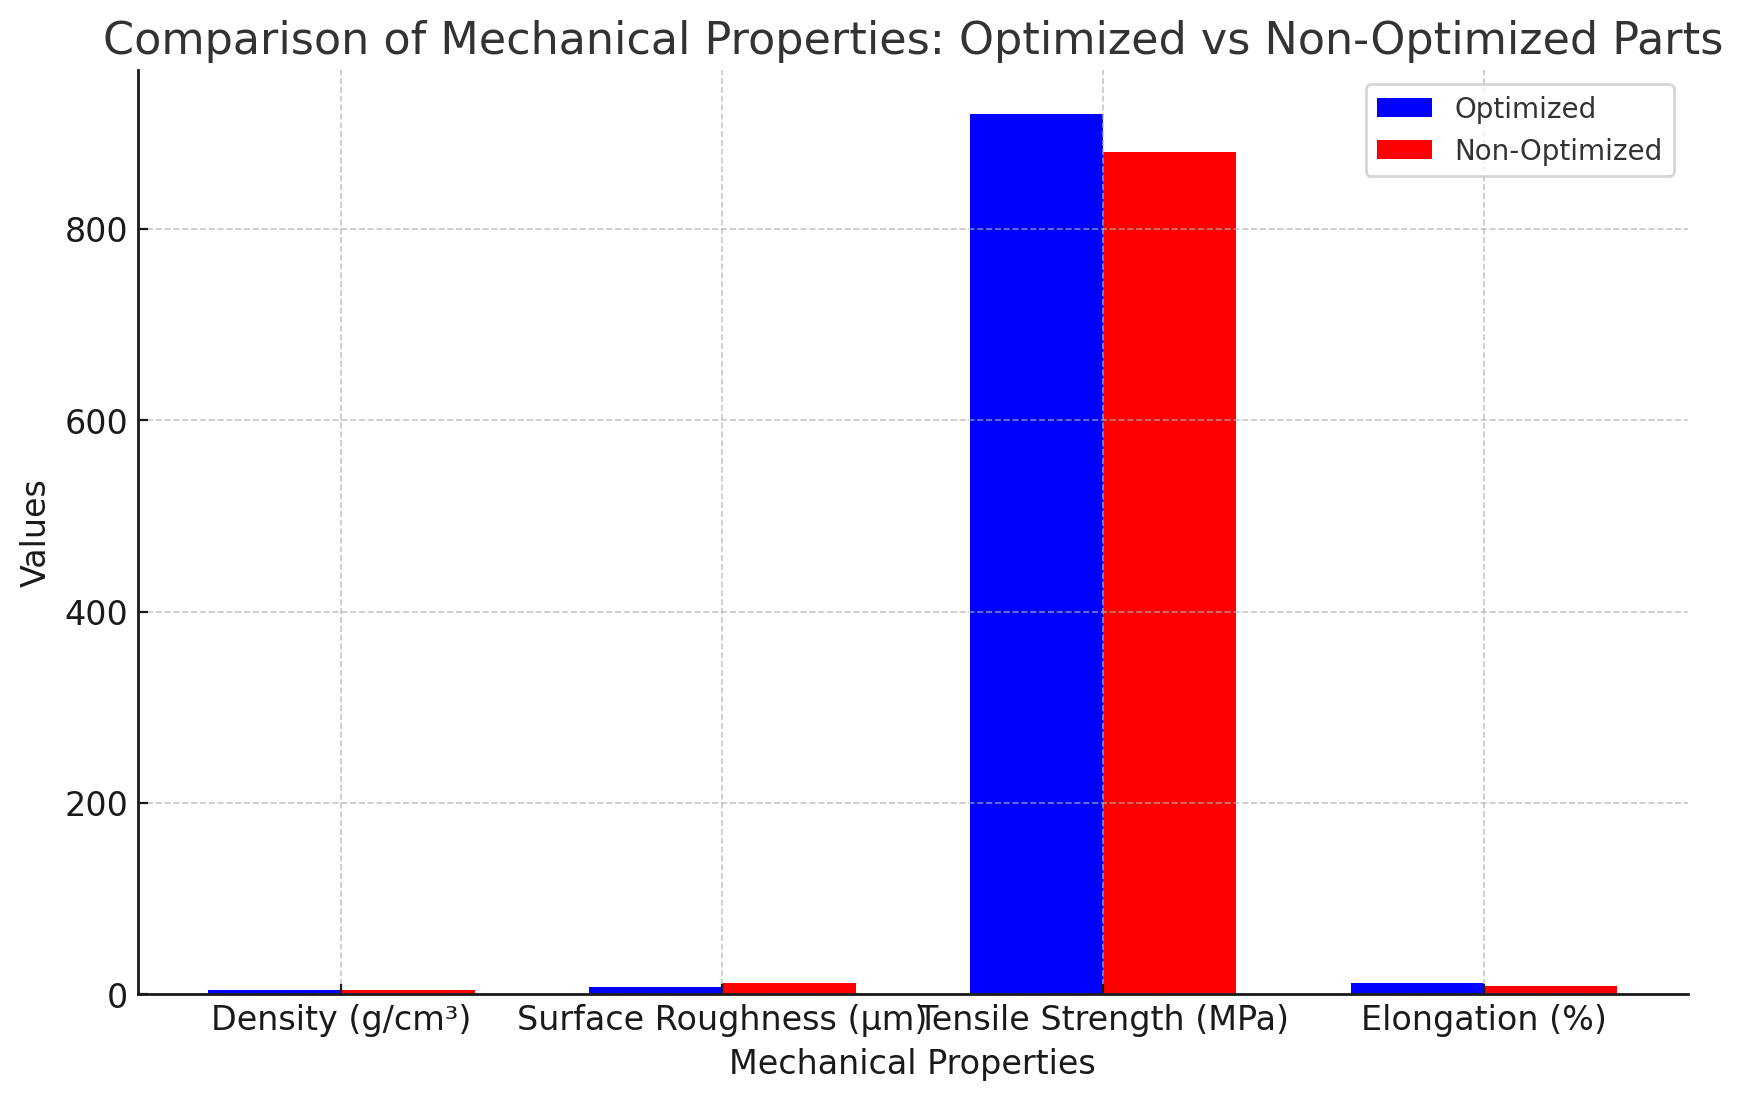 Comparison of Mechanical Properties: Optimized vs Non-Optimized Parts
Optimized
Non-Optimized
Values
800
600
400
200
0
Density (g/cm³)
Surface Roughness (µm)
Tensile Strength (MPa)
Elongation (%)
Mechanical Properties